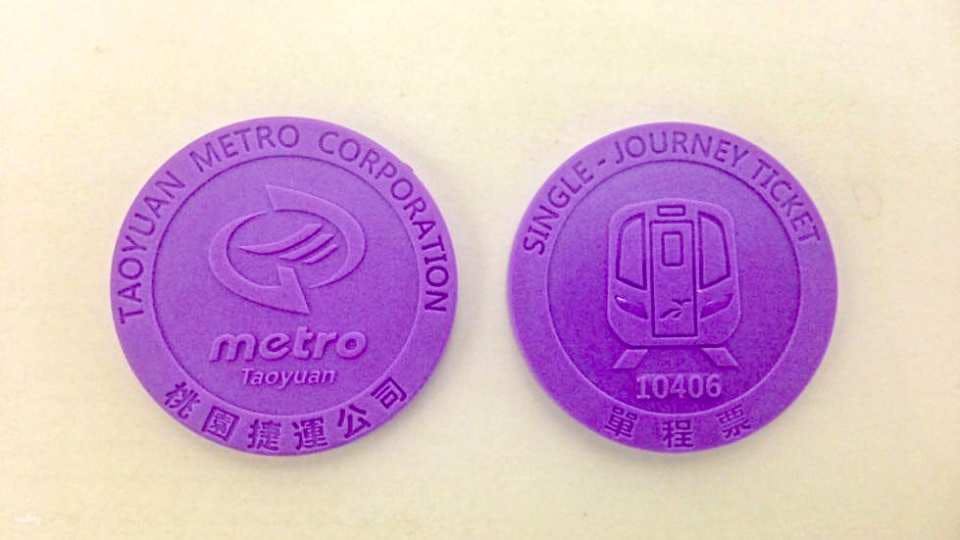 TAOYUAN METRO CORPORATION
metro
Taoyuan
桃園捷運公司
SINGLE - JOURNEY TICKET
10406
單程票